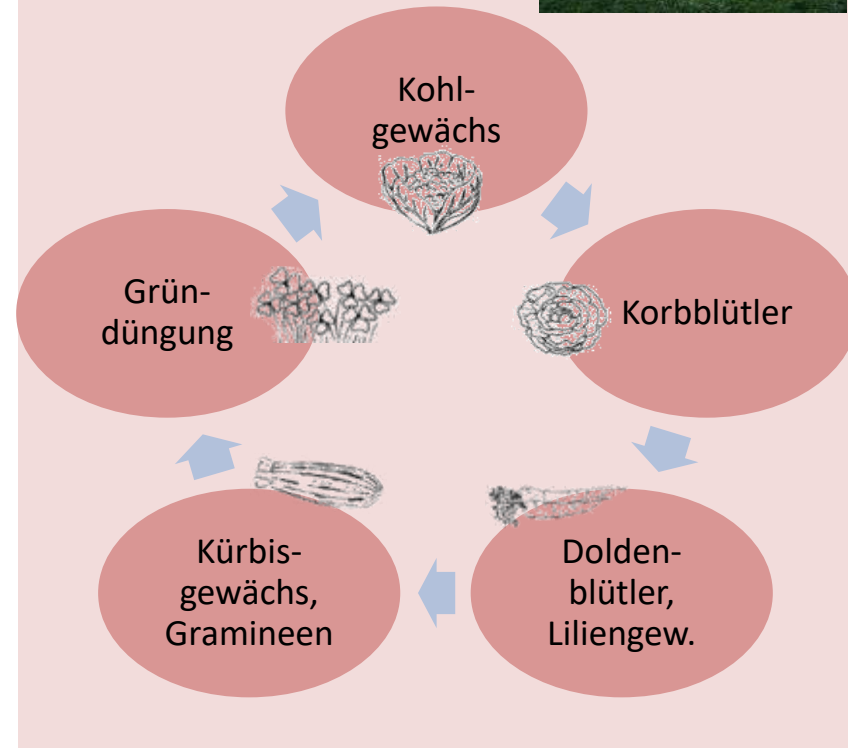 Kohl-
gewächs
Korbblütler
Dolden-
blütler,
Liliengew.
Kürbis-
gewächs,
Gramineen
Grün-
düngung